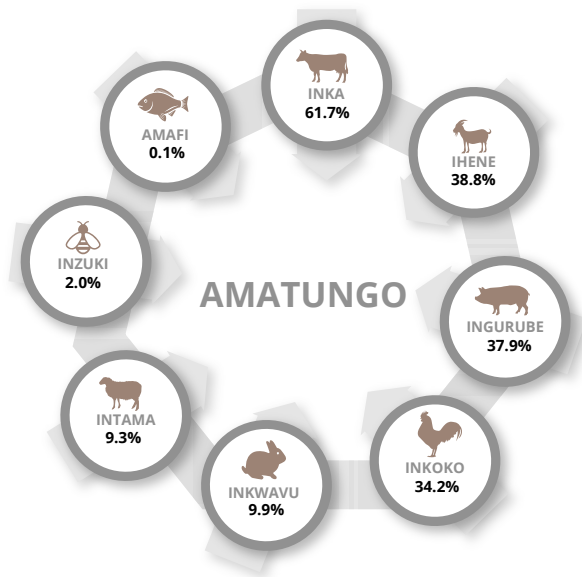 INKA
61.7%
IHENE
38.8%
INGURUBE
37.9%
INKOKO
34.2%
INKWAVU
9.9%
INTAMA
9.3%
INZUKI
2.0%
AMAFI
0.1%
AMATUNGO